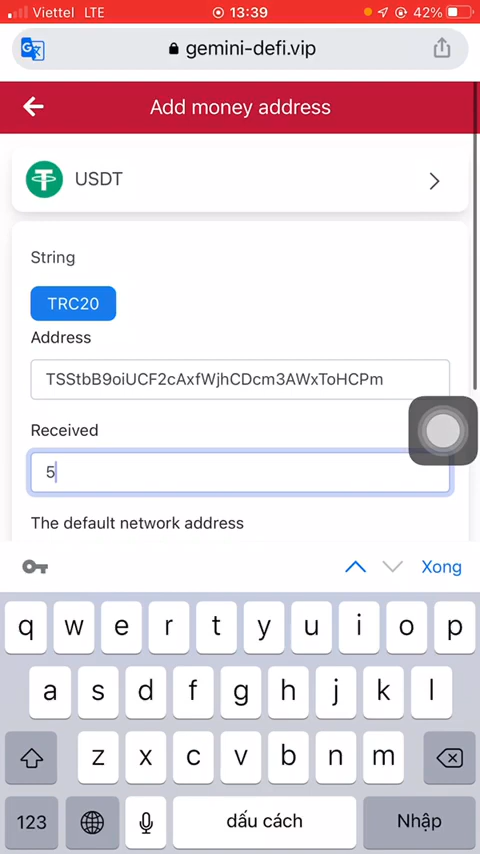 Viettel LTE 13:39 42%
gemini-defi.vip
Add money address
USDT
String
TRC20
Address
TSStbB9oiUCF2cAxfWjhCDcm3AWxToHCPm
Received
5
The default network address
Xong
q w e r t y u i o p
a s d f g h j k l
z x c v b n m
123 dấu cách Nhập